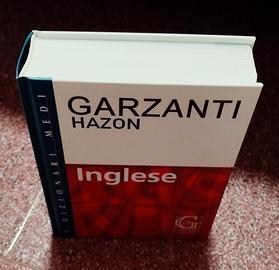 GARZANTI
HAZON
Inglese
I DIZIONARI MEDI
G